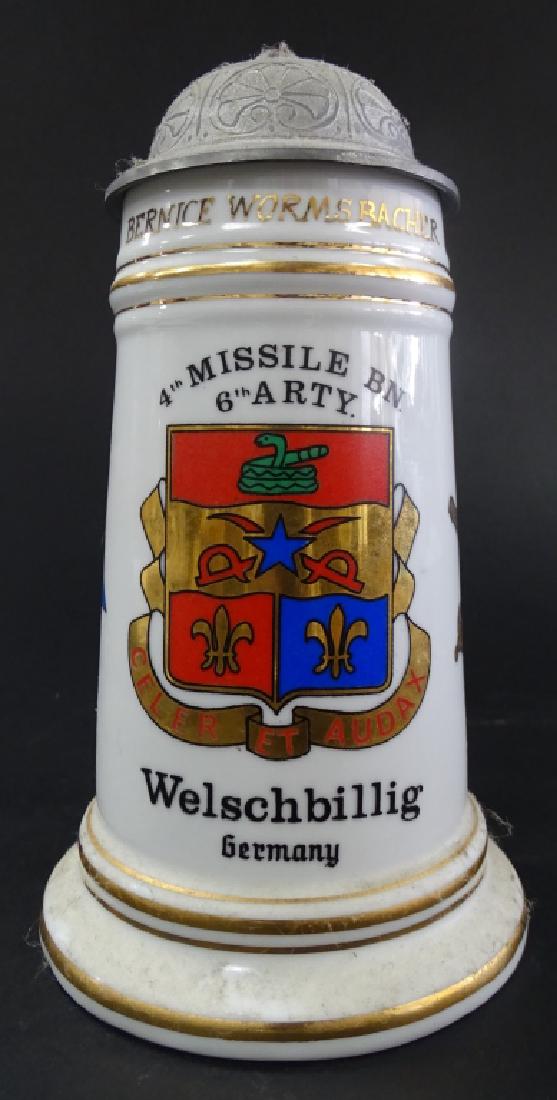 BERNICE WORMSBACHER
4th MISSILE BN.
6th ARTY.
CELER ET AUDAX
Welschbillig
Germany